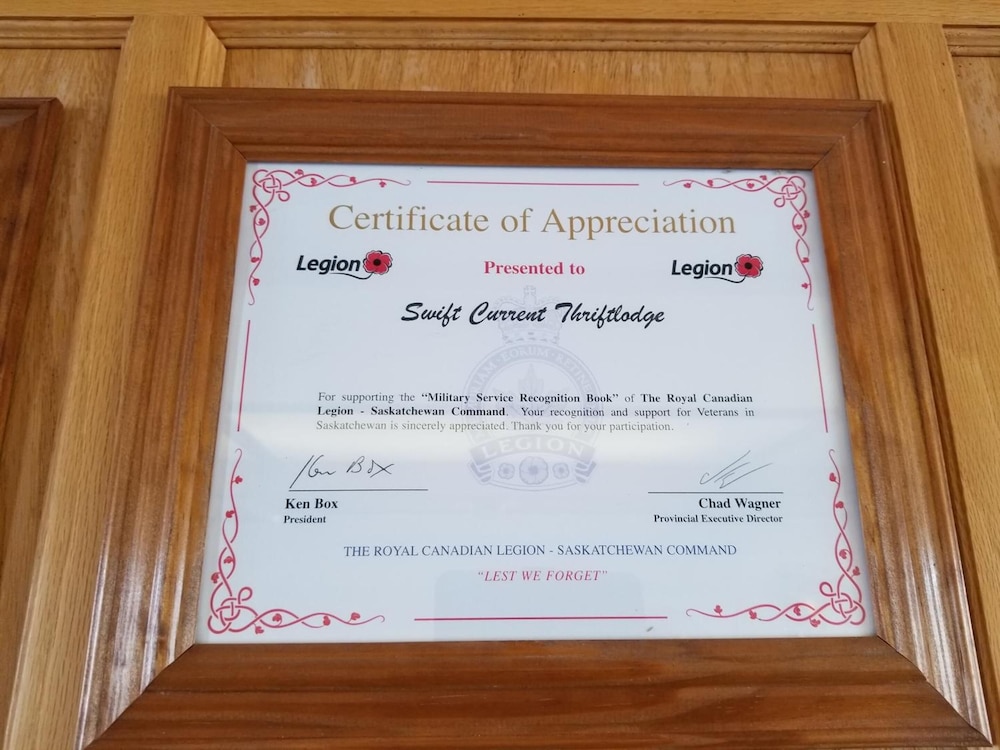 Certificate of Appreciation
Legion
Presented to
Legion
Swift Current Thriftlodge
For supporting the “Military Service Recognition Book” of The Royal Canadian
Legion - Saskatchewan Command. Your recognition and support for Veterans in
Saskatchewan is sincerely appreciated. Thank you for your participation.
LEGION
Ken Box
Ken Box
President
Chad Wagner
Provincial Executive Director
THE ROYAL CANADIAN LEGION - SASKATCHEWAN COMMAND
“LEST WE FORGET”